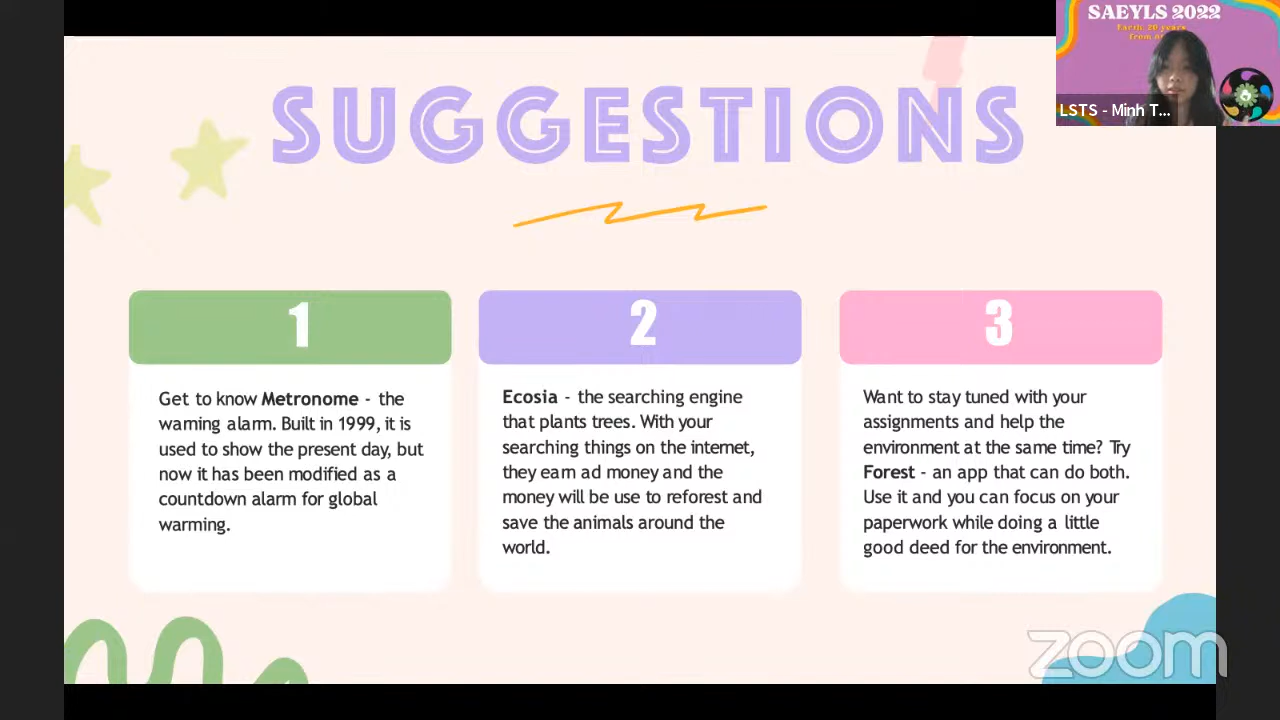 SUGGESTIONS
SAEYLS 2022
Earth 20 years
from n
LSTS - Minh T...
1
Get to know Metronome - the
warning alarm. Built in 1999, it is
used to show the present day, but
now it has been modified as a
countdown alarm for global
warming.
2
Ecosia - the searching engine
that plants trees. With your
searching things on the internet,
they earn ad money and the
money will be use to reforest and
save the animals around the
world.
3
Want to stay tuned with your
assignments and help the
environment at the same time? Try
Forest - an app that can do both.
Use it and you can focus on your
paperwork while doing a little
good deed for the environment.
zoom